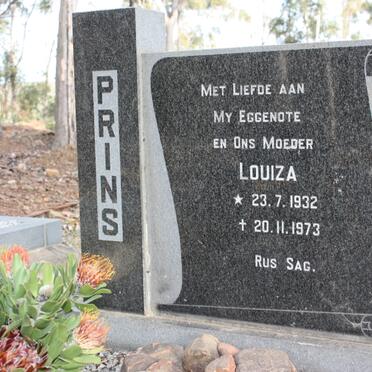 PRINS
MET LIEFDE AAN
MY EGGENOTE
EN ONS MOEDER
LOUIZA
★ 23.7.1932
✝ 20.11.1973
RUS SAG.